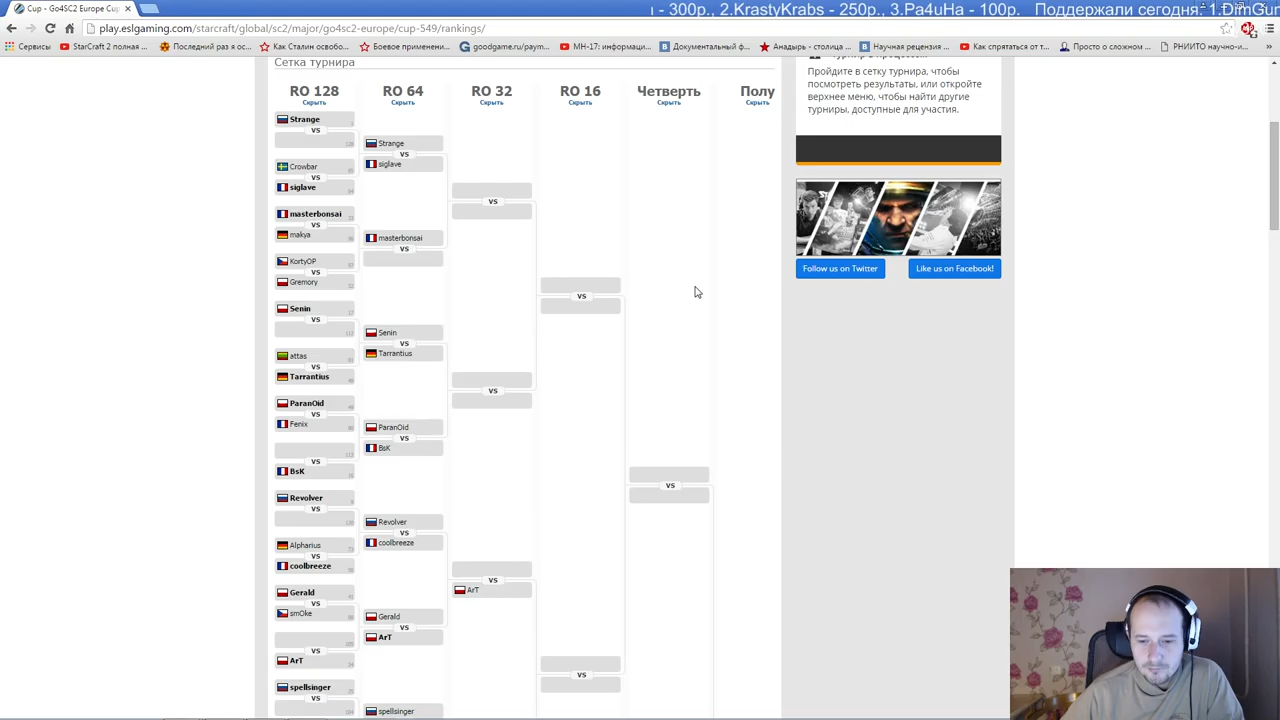 Cup - Go4SC2 Europe Cup
- 300р., 2.KrastyKrabs - 250р., 3.Pa4uHa - 100р. Поддержали сегодня: 1.
play.eslgaming.com/starcraft/global/sc2/major/go4sc2-europe/cup-549/rankings/
Сервисы
StarCraft 2 полная ...
Последний раз я ос...
Как Сталин освобо...
Боевое применени...
goodgame.ru/paym...
MH-17: информаци...
Документальный ф...
Анадырь - столица ...
Научная рецензия ...
Как спрятаться от т...
Просто о сложном ...
РНИИТО научно-и...
Сетка турнира
RO 128
RO 64
RO 32
RO 16
Четверть
Полу
Скрыть
Скрыть
Скрыть
Скрыть
Скрыть
Скрыть
Strange
vs
Crowbar
vs
siglave
masterbonsai
vs
makya
KortyOP
vs
Gremory
Senin
vs
attas
vs
Tarrantius
ParanOid
vs
Fenix
vs
BsK
Revolver
vs
Alpharius
vs
coolbreeze
Gerald
vs
smOke
vs
ArT
spellsinger
vs
Strange
vs
siglave
masterbonsai
vs
Senin
vs
Tarrantius
ParanOid
vs
BsK
Revolver
vs
coolbreeze
Gerald
vs
ArT
spellsinger
vs
vs
vs
ArT
vs
vs
vs
Пройдите в сетку турнира, чтобы
посмотреть результаты, или откройте
верхнее меню, чтобы найти другие
турниры, доступные для участия.
Follow us on Twitter
Like us on Facebook!